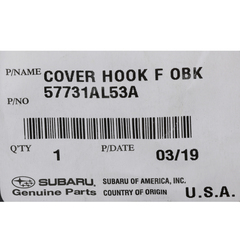 P/NAME COVER HOOK F OBK
P/NO 57731AL53A
Q'TY 1 P/DATE 03/19
SUBARU SUBARU OF AMERICA, INC.
Genuine Parts COUNTRY OF ORIGIN U.S.A.